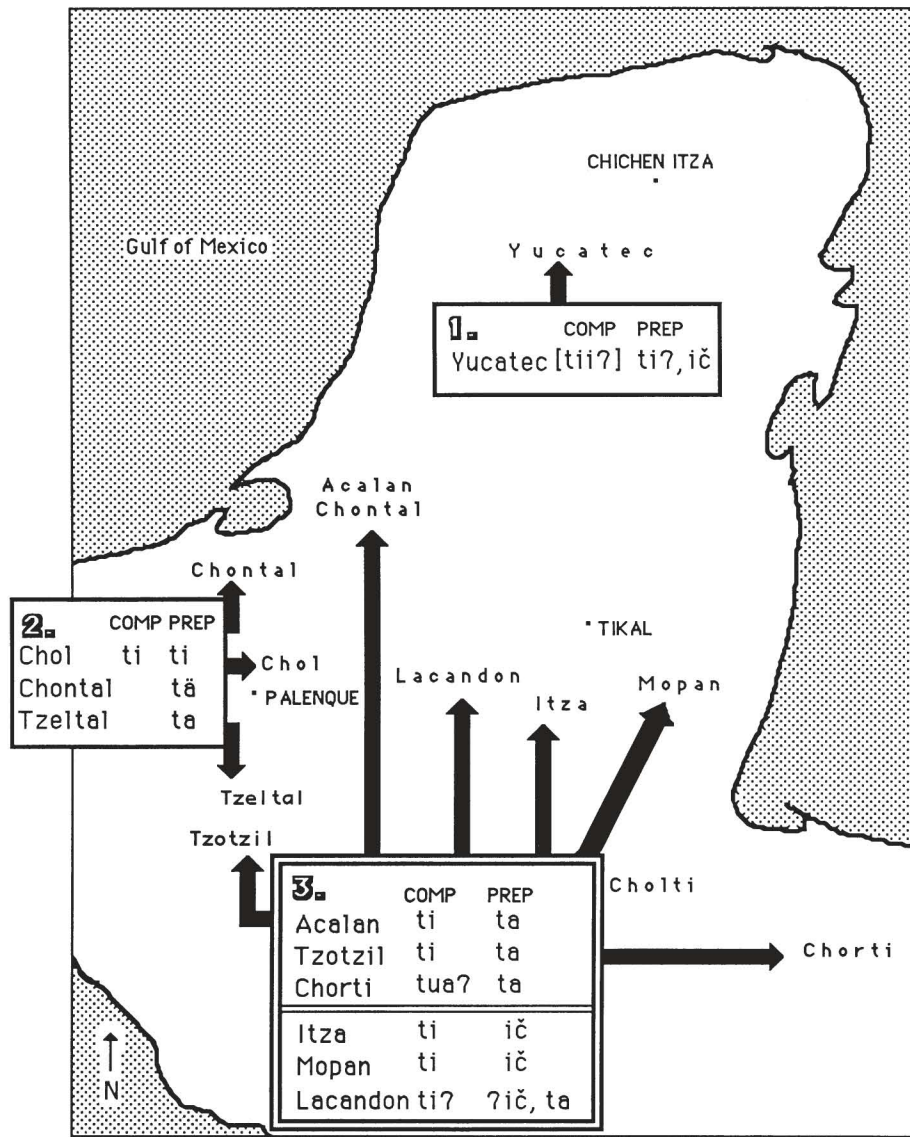 CHICHEN ITZA
Gulf of Mexico
Yucatec
1. COMP PREP
Yucatec [tii?] ti?, ič
Acalan
Chontal
Chontal
2. COMP PREP
Chol ti ti
Chontal tä
Tzeltal ta
Chol
PALENQUE
TIKAL
Lacandon
Itza
Mopan
Tzeltal
Tzotzil
3. COMP PREP
Acalan ti ta
Tzotzil ti ta
Chorti tua? ta
Itza ti ič
Mopan ti ič
Lacandon ti? ?ič, ta
Cholti
Chorti
N